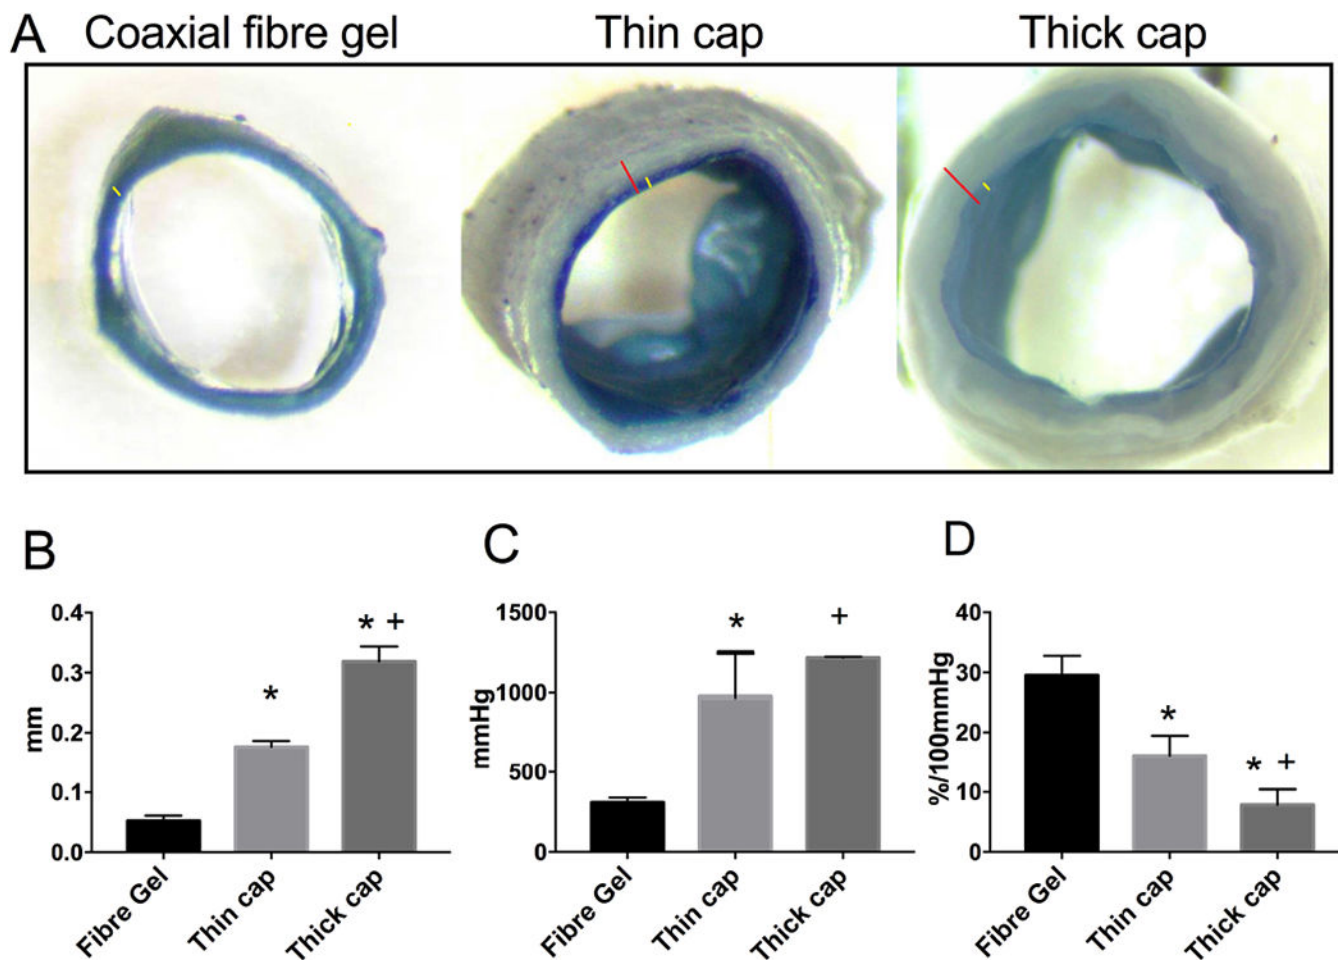 A Coaxial fibre gel Thin cap Thick cap
B
0.4
0.3
0.2
0.1
0.0
mm
* +
*
Fibre Gel
Thin cap
Thick cap
C
1500
1000
500
0
mmHg
*
+
Fibre Gel
Thin cap
Thick cap
D
40
30
20
10
0
%/100mmHg
*
* +
Fibre Gel
Thin cap
Thick cap